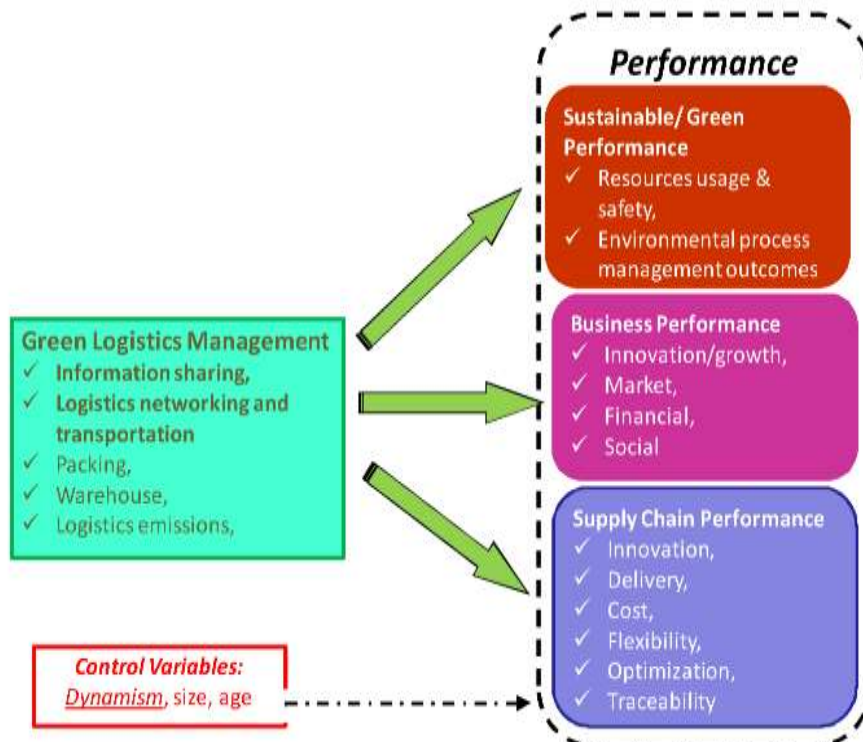 Performance
Sustainable/ Green
Performance
✓ Resources usage &
safety,
✓ Environmental process
management outcomes
Green Logistics Management
✓ Information sharing,
✓ Logistics networking and
transportation
✓ Packing,
✓ Warehouse,
✓ Logistics emissions,
Business Performance
✓ Innovation/growth,
✓ Market,
✓ Financial,
✓ Social
Supply Chain Performance
✓ Innovation,
✓ Delivery,
✓ Cost,
✓ Flexibility,
✓ Optimization,
✓ Traceability
Control Variables:
Dynamism, size, age